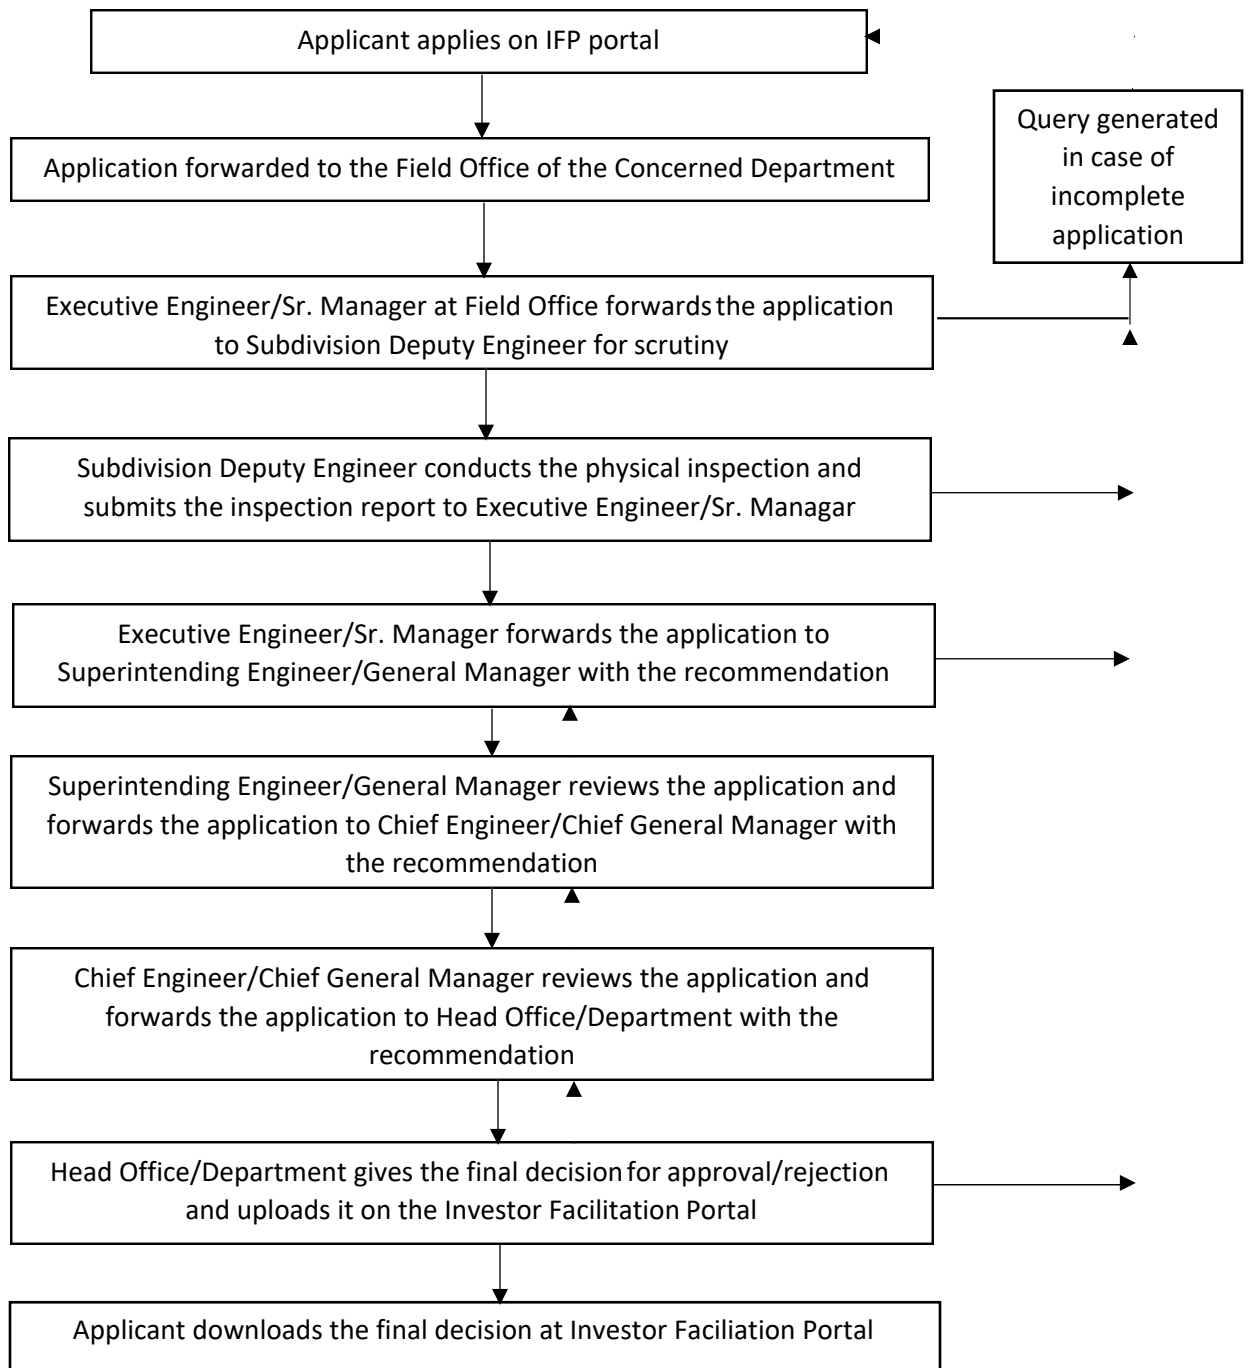 Applicant applies on IFP portal
Query generated
in case of
incomplete
application
Application forwarded to the Field Office of the Concerned Department
Executive Engineer/Sr. Manager at Field Office forwards the application
to Subdivision Deputy Engineer for scrutiny
Subdivision Deputy Engineer conducts the physical inspection and
submits the inspection report to Executive Engineer/Sr. Managar
Executive Engineer/Sr. Manager forwards the application to
Superintending Engineer/General Manager with the recommendation
Superintending Engineer/General Manager reviews the application and
forwards the application to Chief Engineer/Chief General Manager with
the recommendation
Chief Engineer/Chief General Manager reviews the application and
forwards the application to Head Office/Department with the
recommendation
Head Office/Department gives the final decision for approval/rejection
and uploads it on the Investor Facilitation Portal
Applicant downloads the final decision at Investor Faciliation Portal